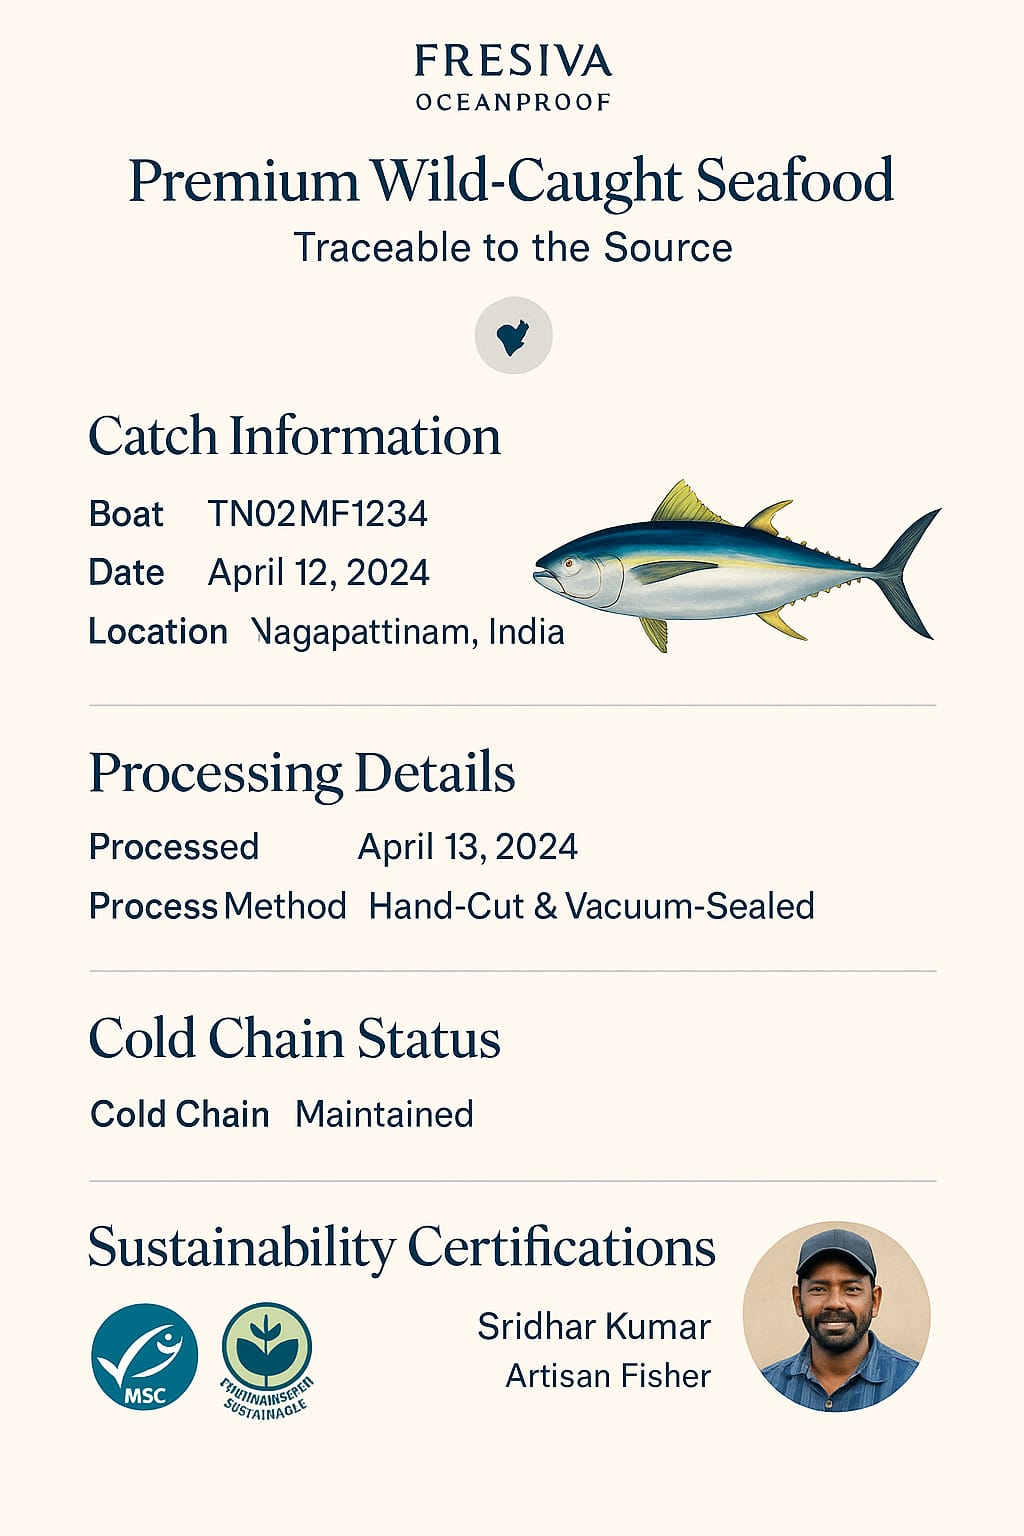 FRESIVA
OCEANPROOF
Premium Wild-Caught Seafood
Traceable to the Source
Catch Information
Boat TN02MF1234
Date April 12, 2024
Location Nagapattinam, India
Processing Details
Processed April 13, 2024
Process Method Hand-Cut & Vacuum-Sealed
Cold Chain Status
Cold Chain Maintained
Sustainability Certifications
Sridhar Kumar
Artisan Fisher
MSC
SUSTAINAGLE